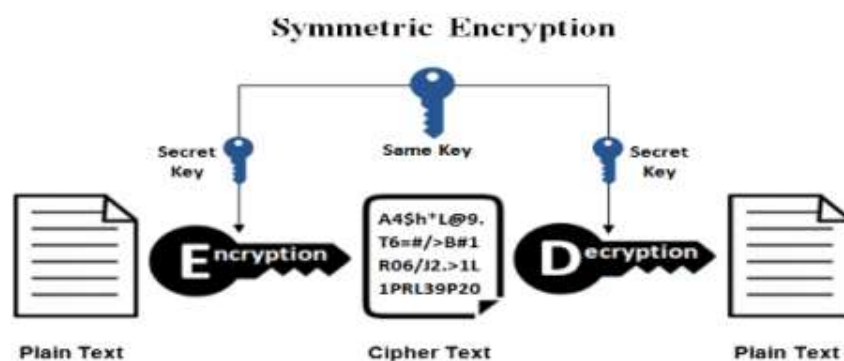 Symmetric Encryption
Secret
Key
Same Key
Secret
Key
Encryption
A4$h*L@9.
T6=#/>B#1
R06/J2.>1L
1PRL39P20
Decryption
Plain Text
Cipher Text
Plain Text